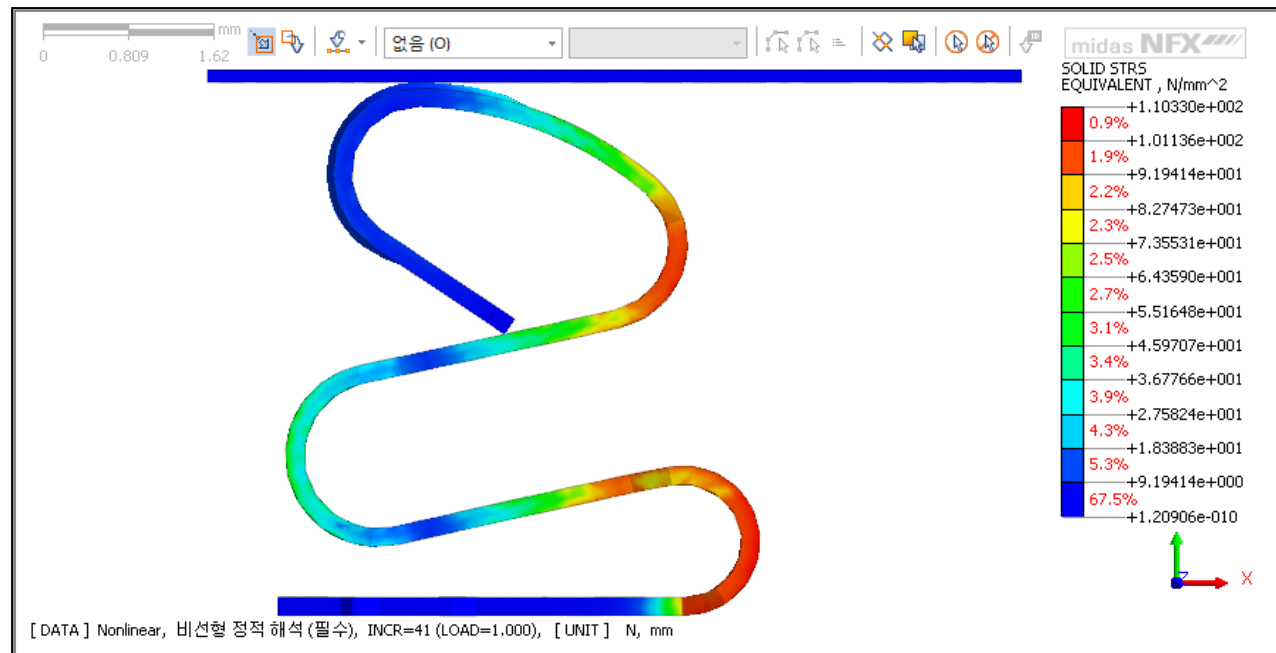 mm
0 0.809 1.62
없음 (0)
midas NFX
SOLID STRS
EQUIVALENT , N/mm^2
+1.10330e+002
0.9%
+1.01136e+002
1.9%
+9.19414e+001
2.2%
+8.27473e+001
2.3%
+7.35531e+001
2.5%
+6.43590e+001
2.7%
+5.51648e+001
3.1%
+4.59707e+001
3.4%
+3.67766e+001
3.9%
+2.75824e+001
4.3%
+1.83883e+001
5.3%
+9.19414e+000
67.5%
+1.20906e-010
Z X
[ DATA ] Nonlinear, 비선형 정적 해석 (필수), INCR=41 (LOAD=1.000), [ UNIT ] N, mm